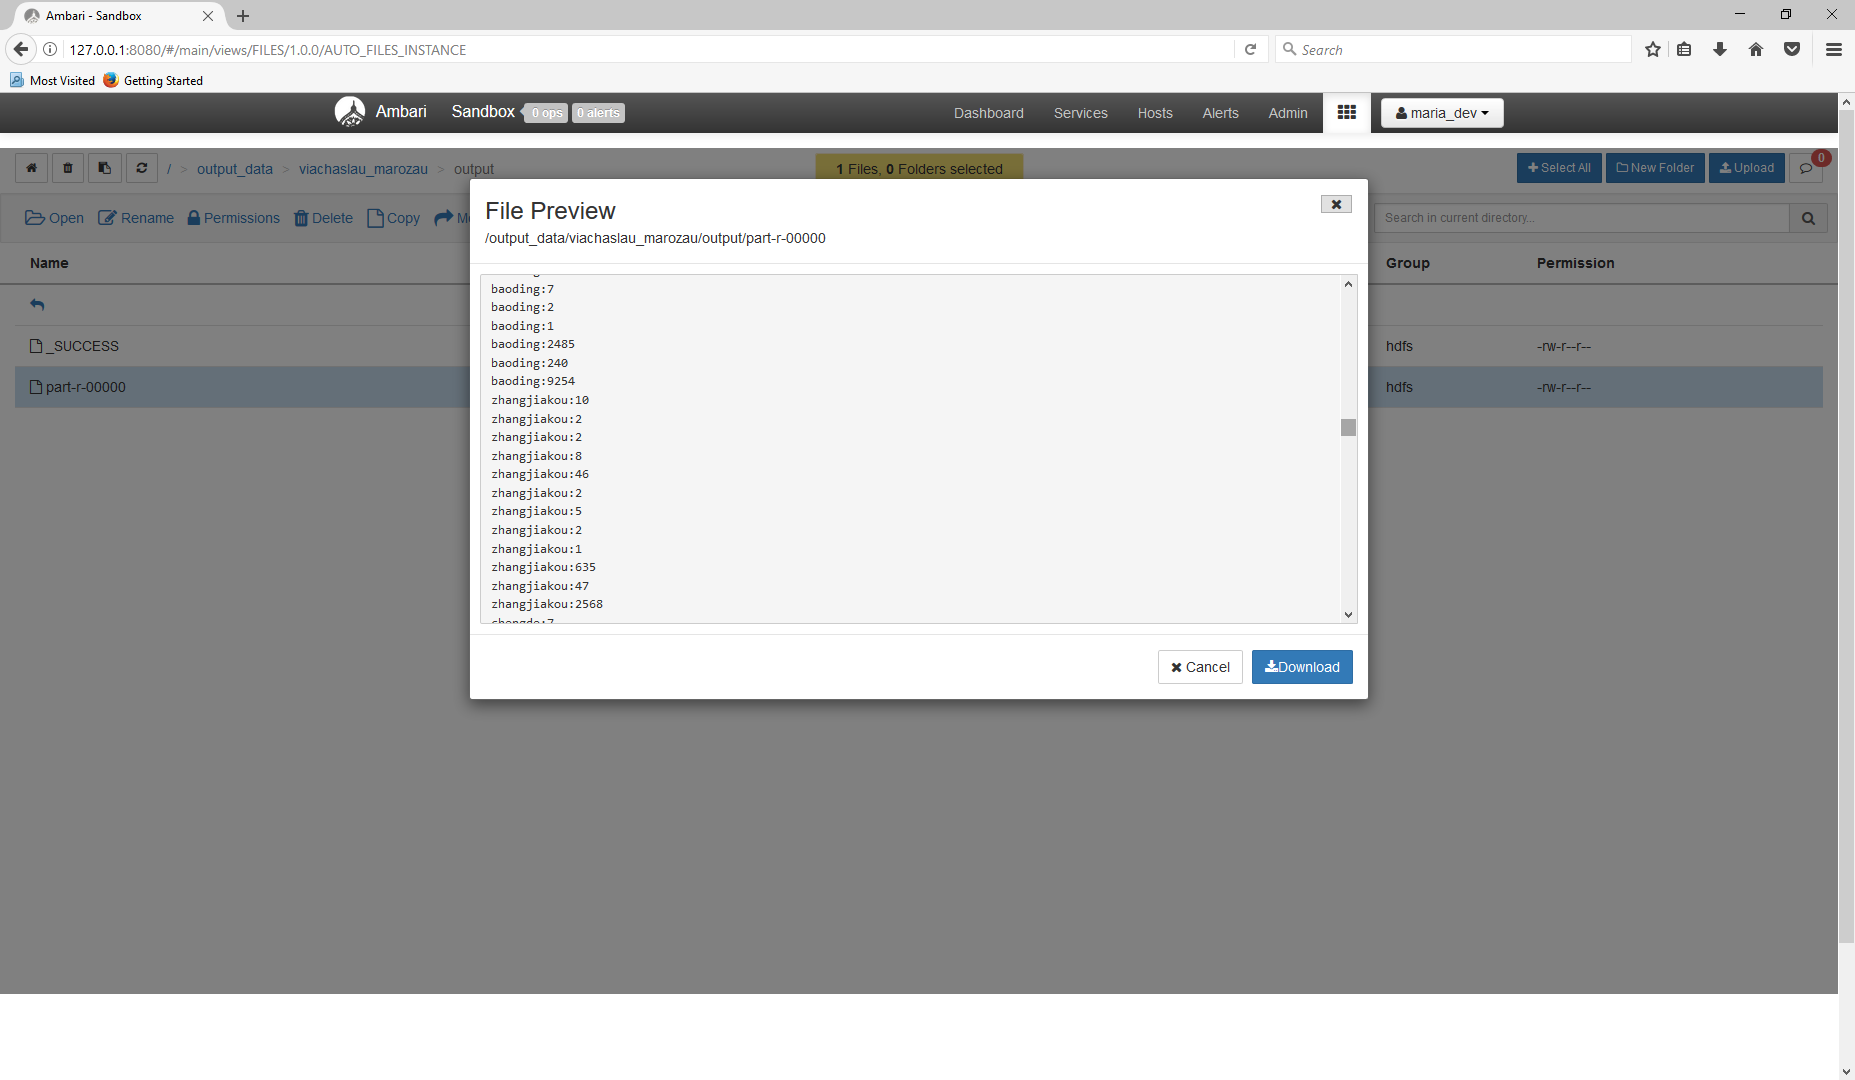 Ambari - Sandbox
127.0.0.1:8080/#/main/views/FILES/1.0.0/AUTO_FILES_INSTANCE
Search
Most Visited
Getting Started
Ambari
Sandbox
0 ops
0 alerts
Dashboard
Services
Hosts
Alerts
Admin
maria_dev
/ > output_data > viachaslau_marozau > output
1 Files, 0 Folders selected
Select All
New Folder
Upload
0
Open
Rename
Permissions
Delete
Copy
Search in current directory...
Name
Group
Permission
_SUCCESS
hdfs
-rw-r--r--
part-r-00000
hdfs
-rw-r--r--
File Preview
/output_data/viachaslau_marozau/output/part-r-00000
baoding:7
baoding:2
baoding:1
baoding:2485
baoding:240
baoding:9254
zhangjiakou:10
zhangjiakou:2
zhangjiakou:2
zhangjiakou:8
zhangjiakou:46
zhangjiakou:2
zhangjiakou:5
zhangjiakou:2
zhangjiakou:1
zhangjiakou:635
zhangjiakou:47
zhangjiakou:2568
Cancel
Download